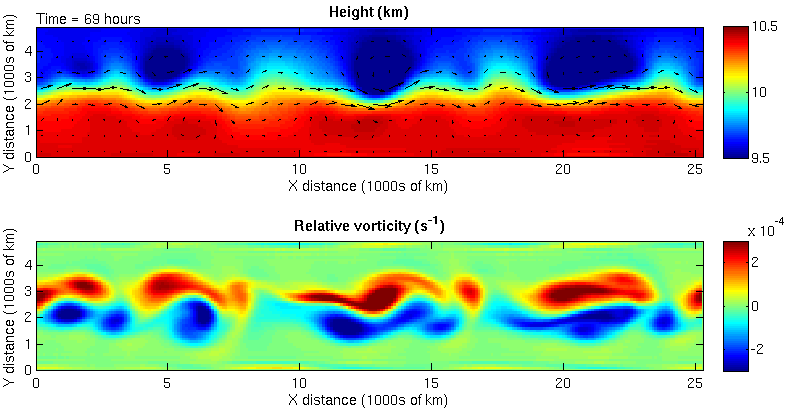 Height (km)
Time = 69 hours
Y distance (1000s of km)
4
3
2
1
0
0 5 10 15 20 25
X distance (1000s of km)
10.5
10
9.5
Relative vorticity (s⁻¹)
Y distance (1000s of km)
4
3
2
1
0
0 5 10 15 20 25
X distance (1000s of km)
x 10⁻⁴
2
0
-2